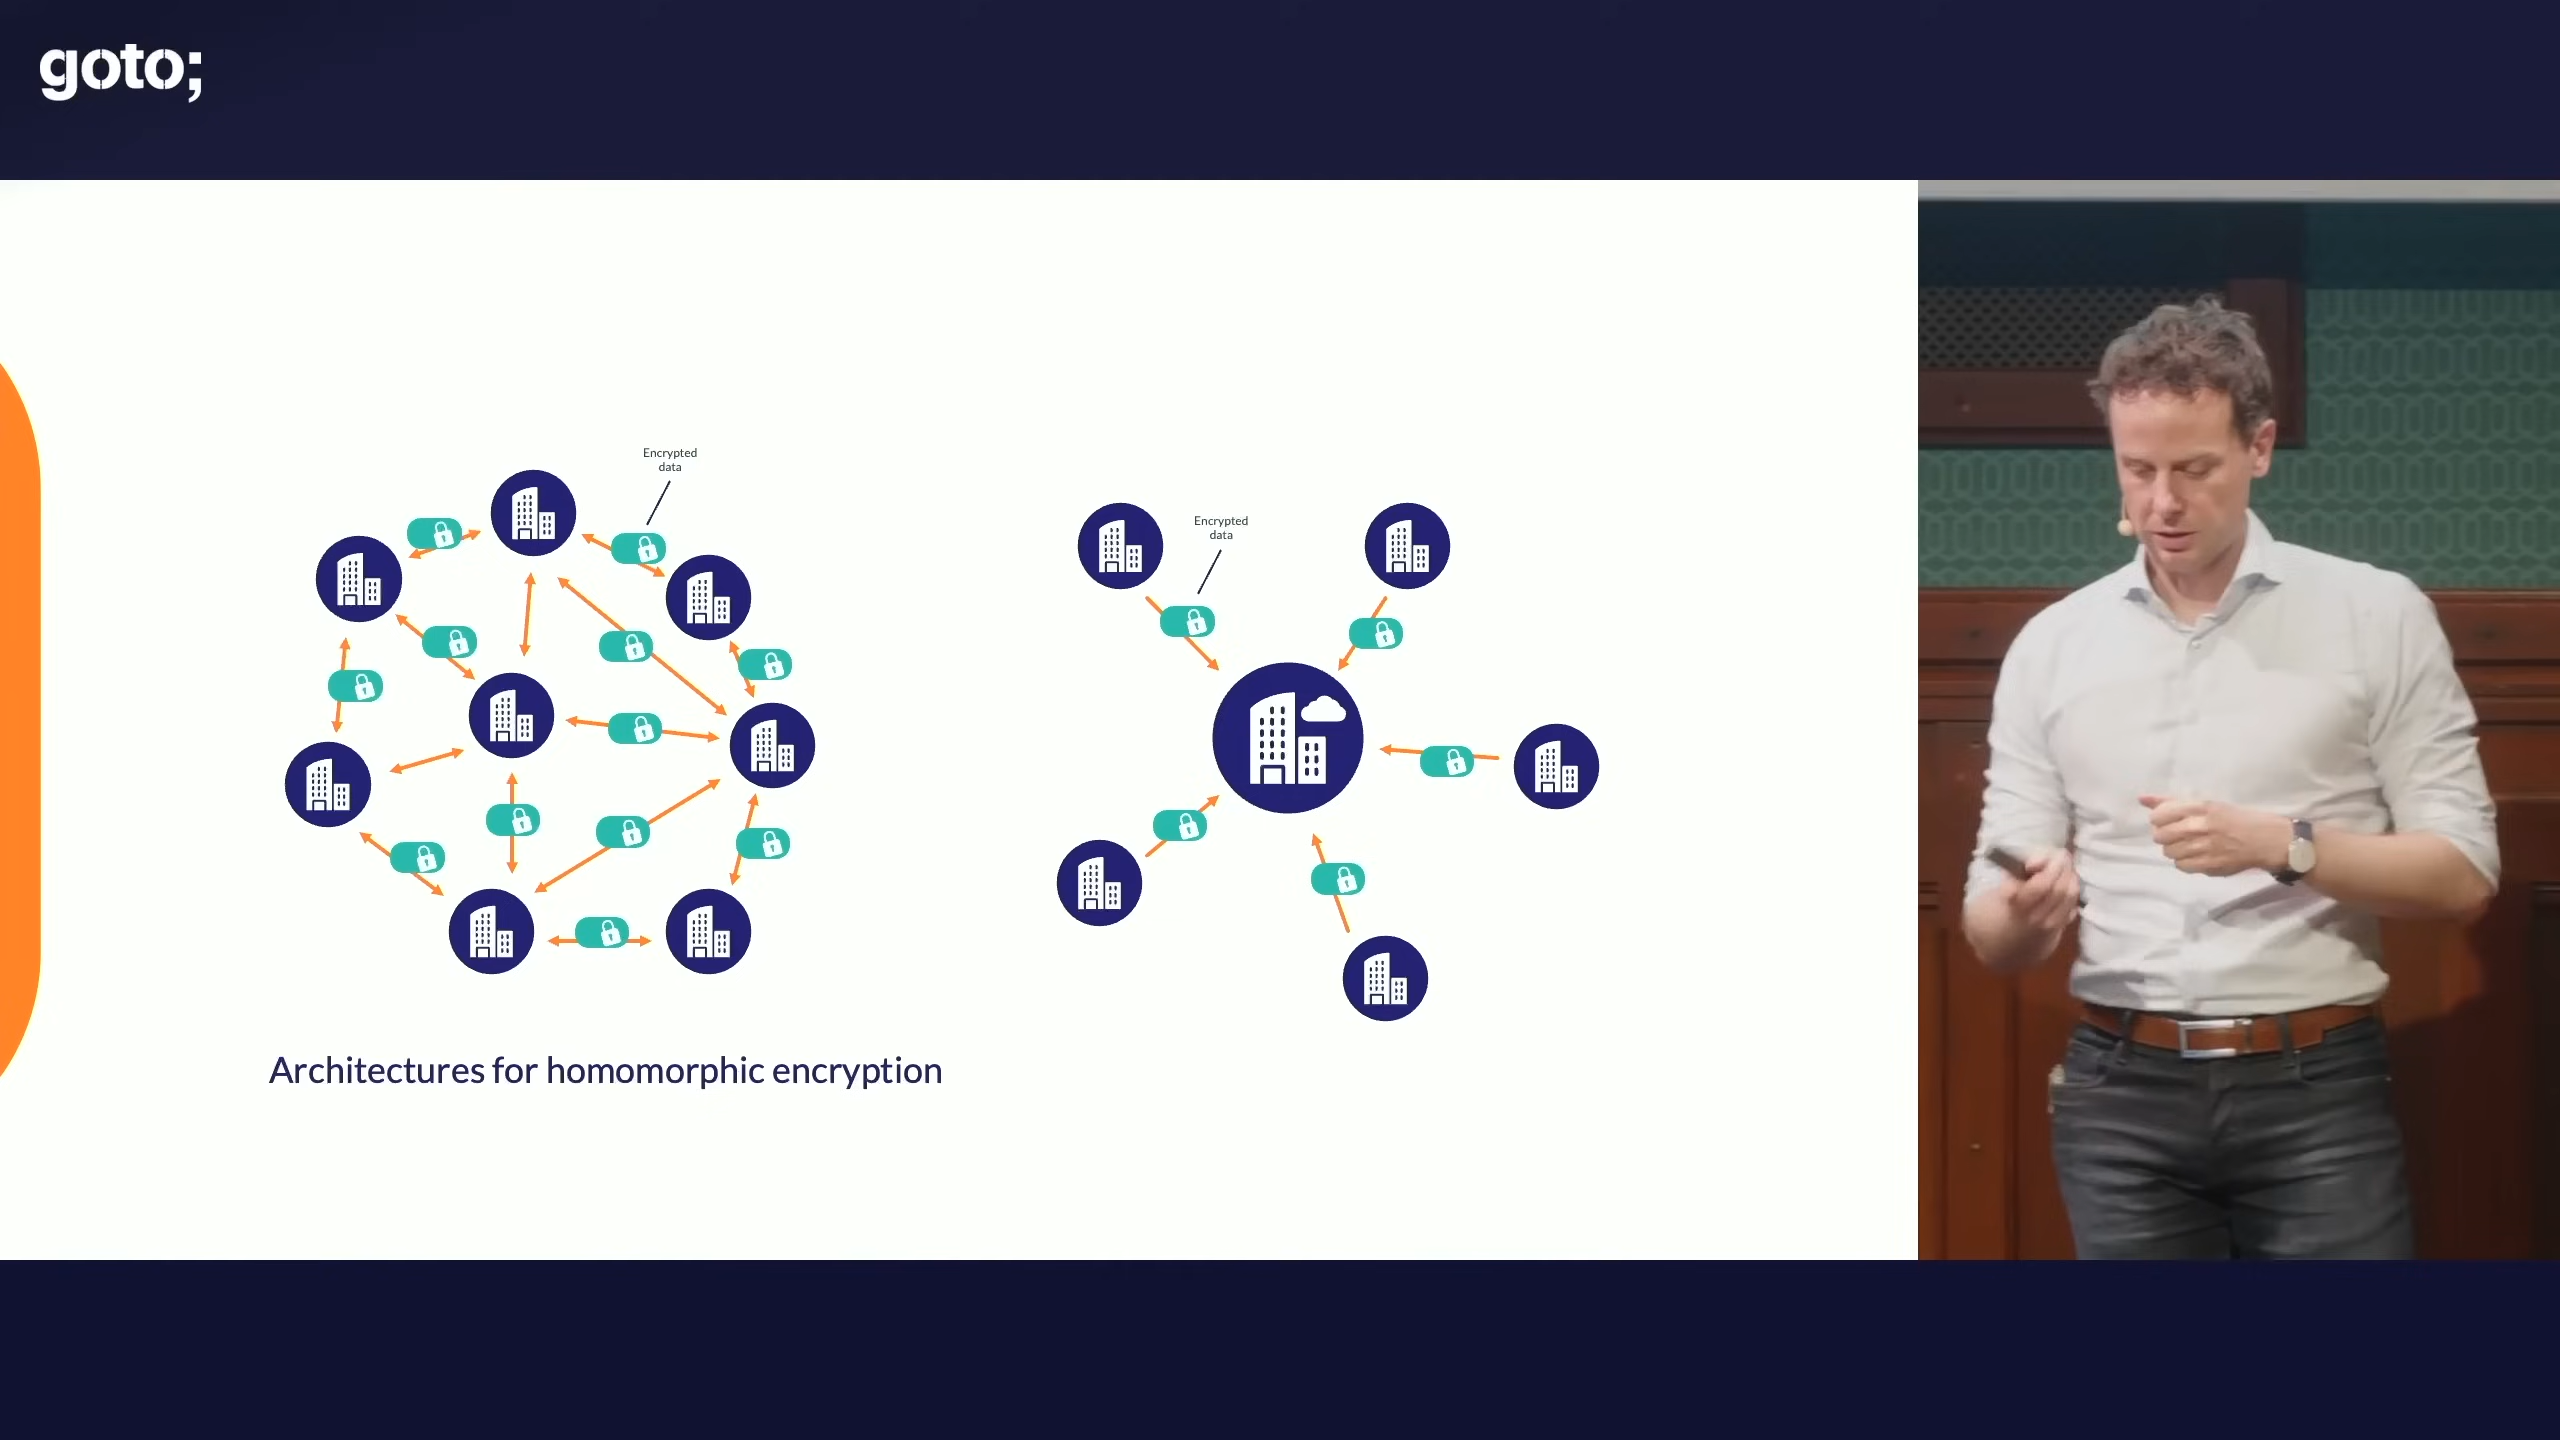 goto;
Encrypted
data
Encrypted
data
Architectures for homomorphic encryption